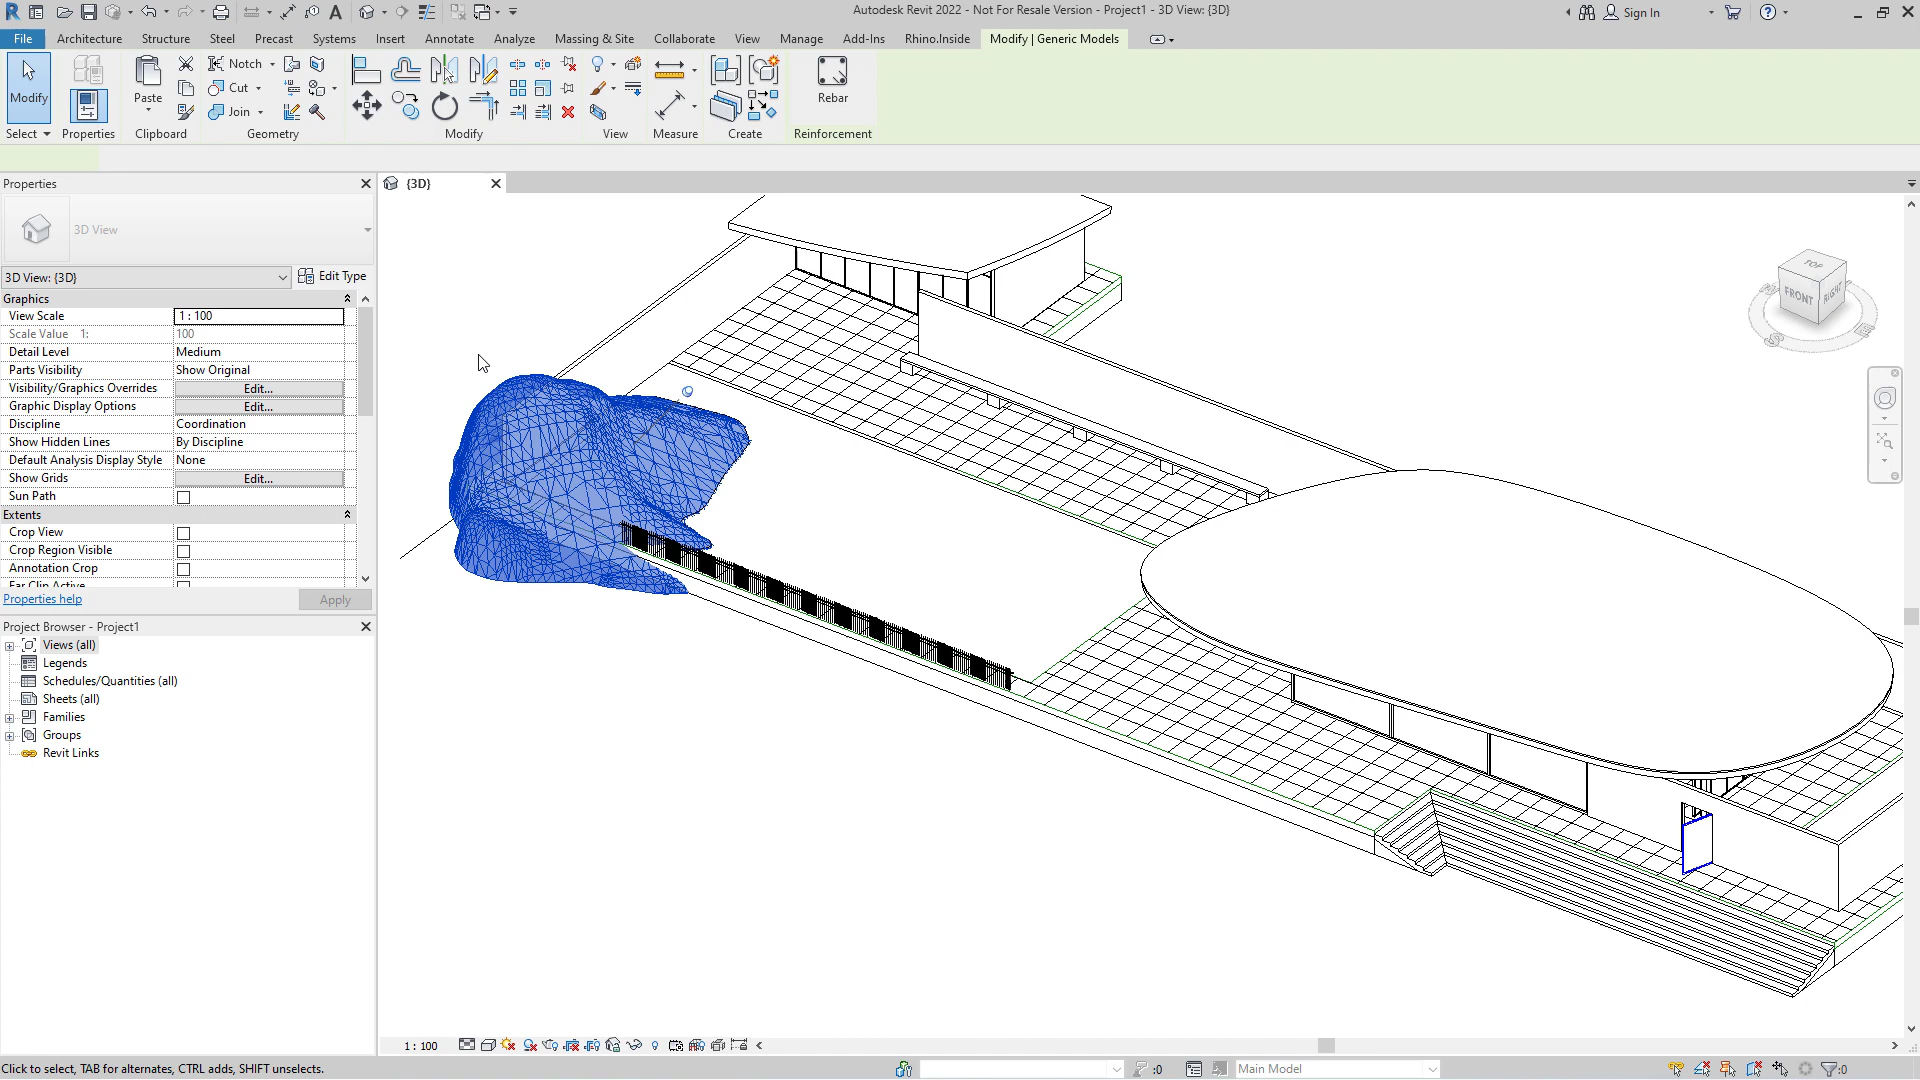 Autodesk Revit 2022 - Not For Resale Version - Project1 - 3D View: {3D}
Sign In
File
Architecture
Structure
Steel
Precast
Systems
Insert
Annotate
Analyze
Massing & Site
Collaborate
View
Manage
Add-Ins
Rhino.Inside
Modify | Generic Models
Modify
Paste
Notch
Cut
Join
Rebar
Select
Properties
Clipboard
Geometry
Modify
View
Measure
Create
Reinforcement
Properties
{3D}
3D View
3D View: {3D}
Edit Type
Graphics
View Scale
1 : 100
Scale Value 1:
100
Detail Level
Medium
Parts Visibility
Show Original
Visibility/Graphics Overrides
Edit...
Graphic Display Options
Edit...
Discipline
Coordination
Show Hidden Lines
By Discipline
Default Analysis Display Style
None
Show Grids
Edit...
Sun Path
Extents
Crop View
Crop Region Visible
Annotation Crop
Far Clip Active
Properties help
Apply
Project Browser - Project1
Views (all)
Legends
Schedules/Quantities (all)
Sheets (all)
Families
Groups
Revit Links
TOP
FRONT
RIGHT
1 : 100
Click to select, TAB for alternates, CTRL adds, SHIFT unselects.
:0
Main Model
:0